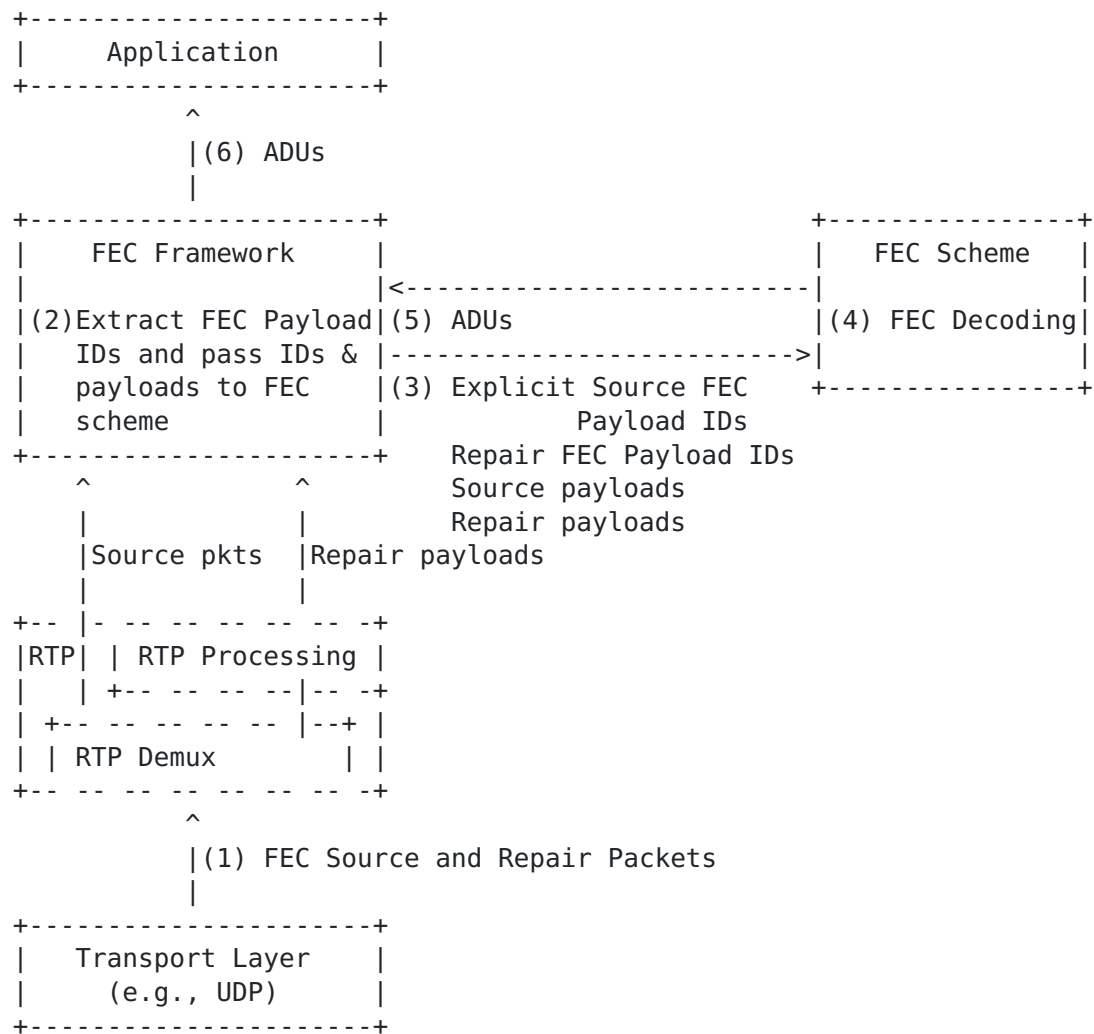 Application
(6) ADUs
FEC Framework
FEC Scheme
(2)Extract FEC Payload
(5) ADUs
(4) FEC Decoding
IDs and pass IDs &
payloads to FEC
(3) Explicit Source FEC
scheme
Payload IDs
Repair FEC Payload IDs
Source payloads
Repair payloads
Source pkts
Repair payloads
RTP
RTP Processing
RTP Demux
(1) FEC Source and Repair Packets
Transport Layer
(e.g., UDP)